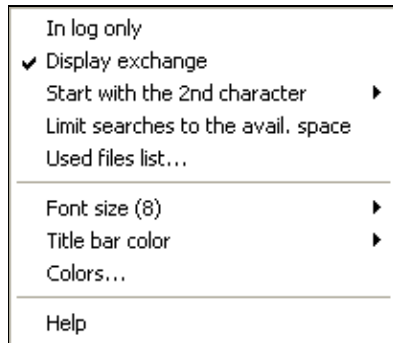 In log only
Display exchange
Start with the 2nd character
Limit searches to the avail. space
Used files list...
Font size (8)
Title bar color
Colors...
Help